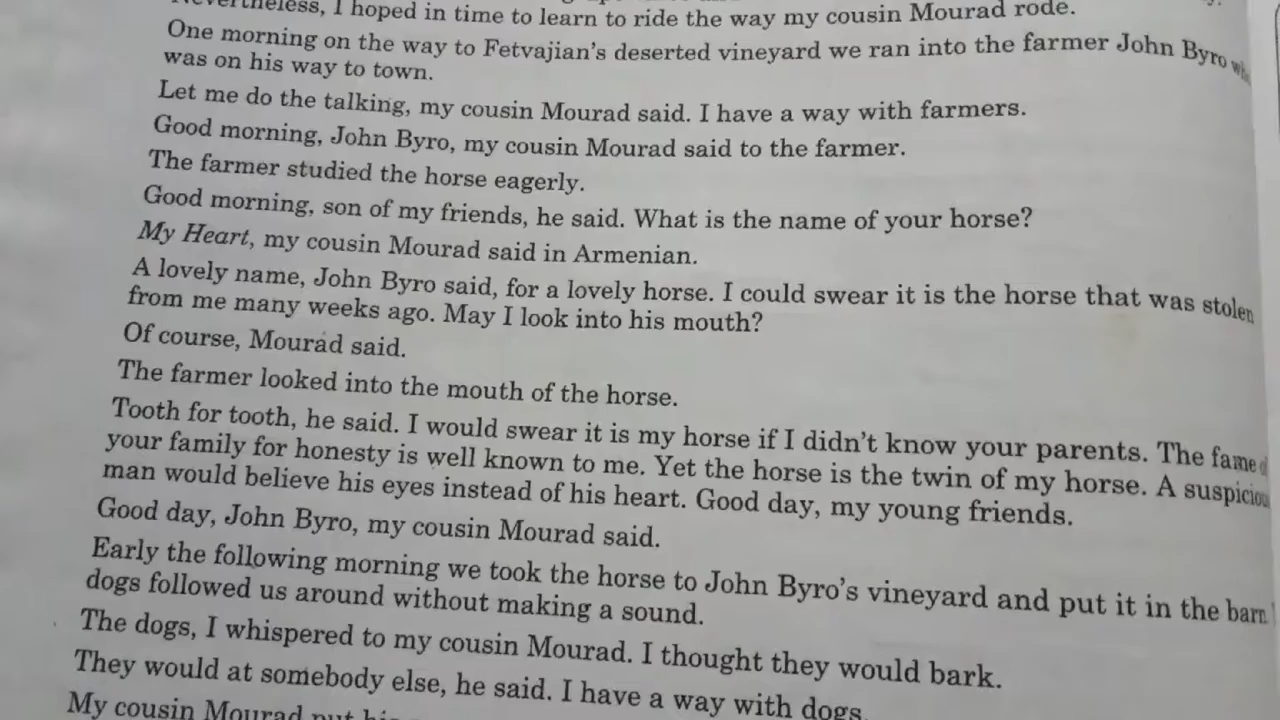 Nevertheless, I hoped in time to learn to ride the way my cousin Mourad rode.
One morning on the way to Fetvajian's deserted vineyard we ran into the farmer John Byro
was on his way to town.
Let me do the talking, my cousin Mourad said. I have a way with farmers.
Good morning, John Byro, my cousin Mourad said to the farmer.
The farmer studied the horse eagerly.
Good morning, son of my friends, he said. What is the name of your horse?
My Heart, my cousin Mourad said in Armenian.
A lovely name, John Byro said, for a lovely horse. I could swear it is the horse that was stolen
from me many weeks ago. May I look into his mouth?
Of course, Mourad said.
The farmer looked into the mouth of the horse.
Tooth for tooth, he said. I would swear it is my horse if I didn't know your parents. The fame
your family for honesty is well known to me. Yet the horse is the twin of my horse. A suspiciou
man would believe his eyes instead of his heart. Good day, my young friends.
Good day, John Byro, my cousin Mourad said.
Early the following morning we took the horse to John Byro's vineyard and put it in the barn
dogs followed us around without making a sound.
The dogs, I whispered to my cousin Mourad. I thought they would bark.
They would at somebody else, he said. I have a way with dogs.
My cousin Mourad put his